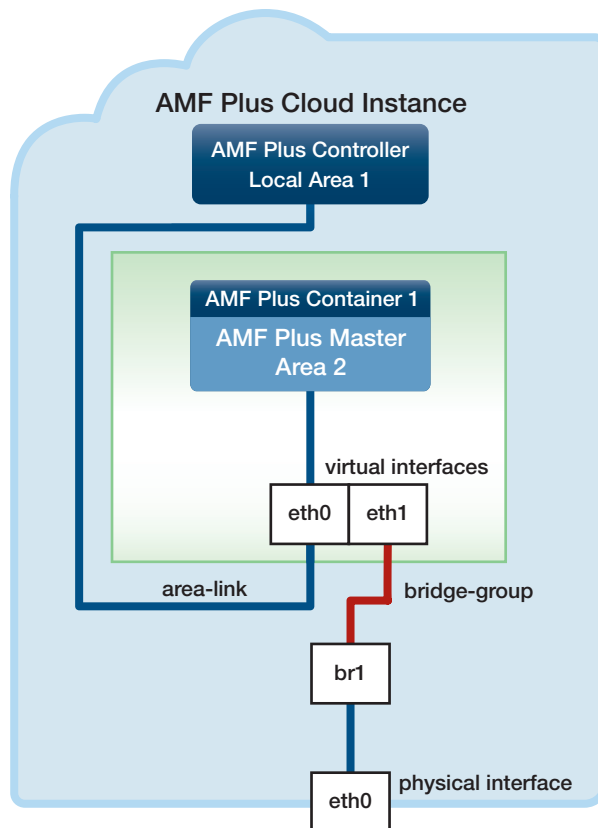 AMF Plus Cloud Instance
AMF Plus Controller
Local Area 1
AMF Plus Container 1
AMF Plus Master
Area 2
virtual interfaces
eth0
eth1
area-link
bridge-group
br1
physical interface
eth0